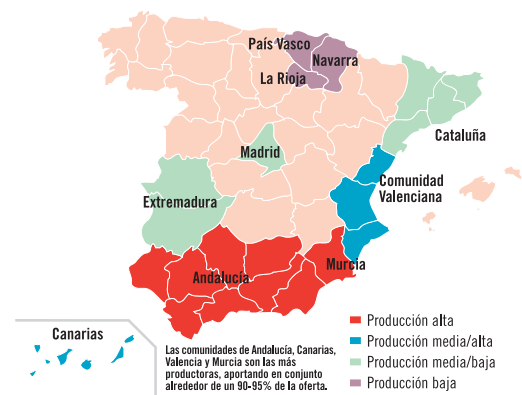 País Vasco
Navarra
La Rioja
Cataluña
Madrid
Comunidad
Valenciana
Extremadura
Murcia
Andalucía
Canarias
Las comunidades de Andalucía, Canarias,
Valencia y Murcia son las más
productoras, aportando en conjunto
alrededor de un 90-95% de la oferta.
Producción alta
Producción media/alta
Producción media/baja
Producción baja